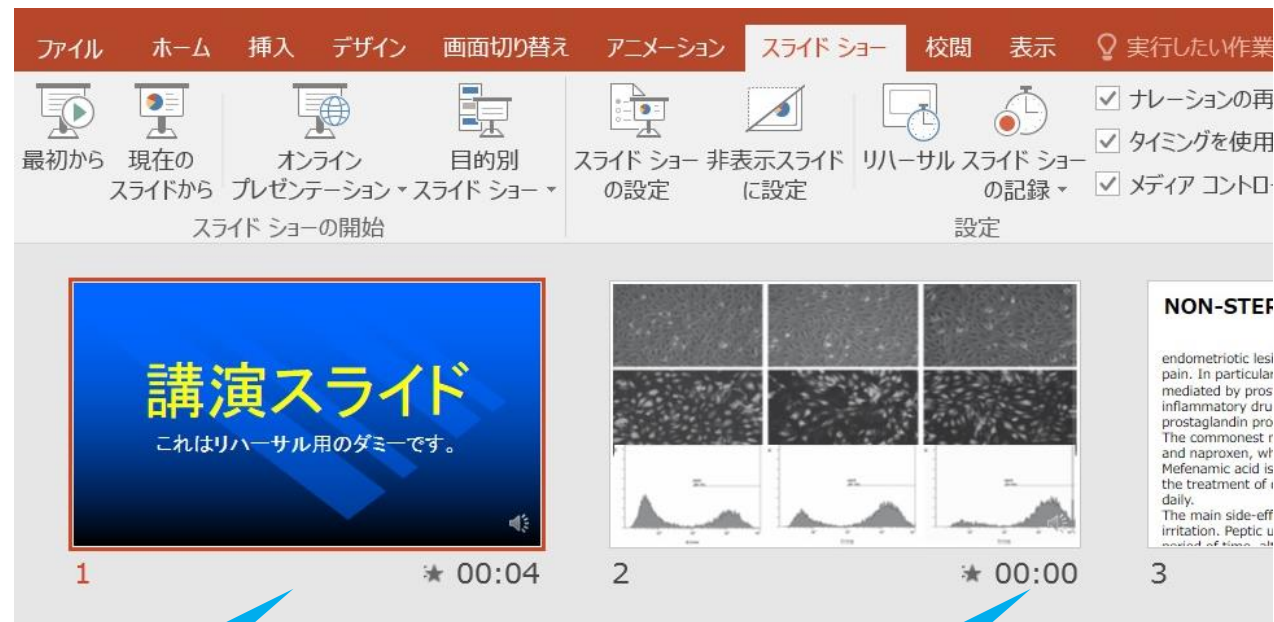 ファイル ホーム 挿入 デザイン 画面切り替え アニメーション スライド ショー 校閲 表示 実行したい作業
最初から 現在の オンライン 目的別 スライド ショー 非表示スライド リハーサル スライド ショー ナレーションの再
スライドから プレゼンテーション スライド ショー の設定 に設定 の記録 タイミングを使用
メディア コントロー
スライド ショーの開始 設定
講演スライド
これはリハーサル用のダミーです。
NON-STER
endometriotic lesi
pain. In particular
mediated by pros
inflammatory dru
prostaglandin pro
The commonest
and naproxen, wh
Mefenamic acid is
the treatment of
daily.
The main side-eff
irritation. Peptic u
1 00:04 2 00:00 3